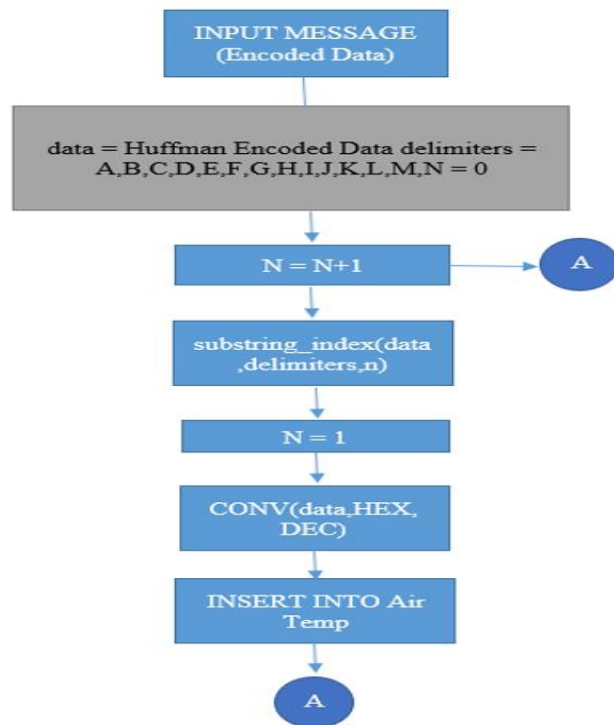 INPUT MESSAGE
(Encoded Data)
data = Huffman Encoded Data delimiters =
A,B,C,D,E,F,G,H,I,J,K,L,M,N = 0
N = N+1
A
substring_index(data
,delimiters,n)
N = 1
CONV(data,HEX,
DEC)
INSERT INTO Air
Temp
A